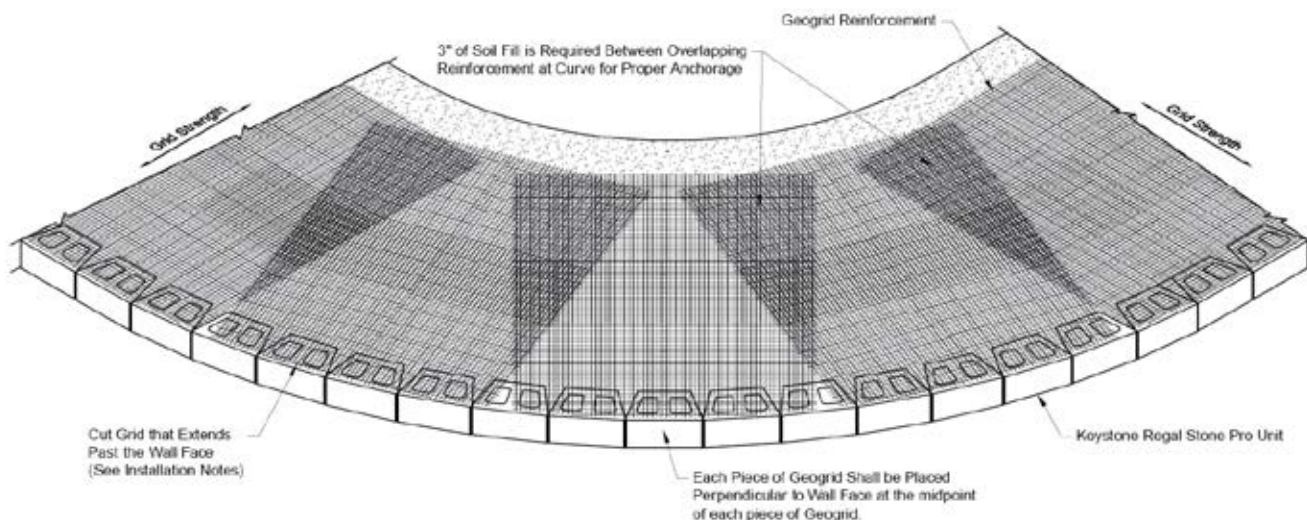 Geogrid Reinforcement
3" of Soil Fill is Required Between Overlapping
Reinforcement at Curve for Proper Anchorage
Grid Strength
Grid Strength
Cut Grid that Extends
Past the Wall Face
(See Installation Notes)
Keystone Regal Stone Pro Unit
Each Piece of Geogrid Shall be Placed
Perpendicular to Wall Face at the midpoint
of each piece of Geogrid.